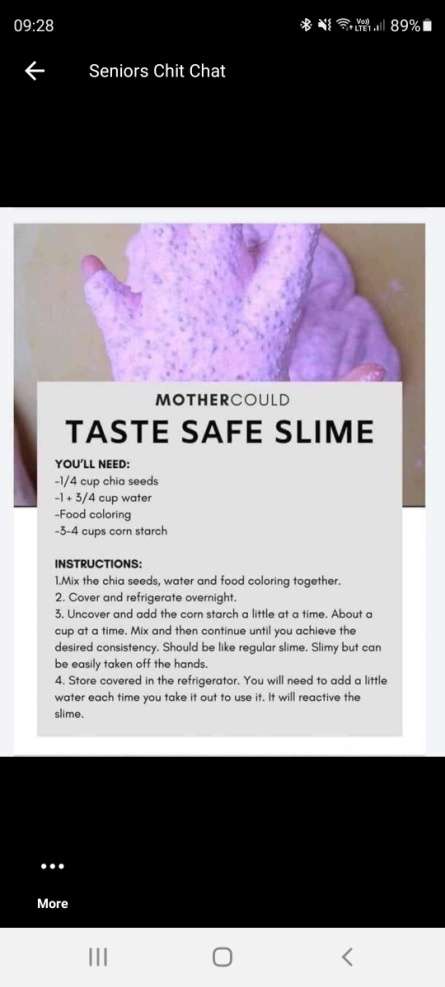 09:28
Vo))
LTE1
89%
Seniors Chit Chat
MOTHERCOULD
TASTE SAFE SLIME
YOU'LL NEED:
-1/4 cup chia seeds
-1 + 3/4 cup water
-Food coloring
-3-4 cups corn starch
INSTRUCTIONS:
1.Mix the chia seeds, water and food coloring together.
2. Cover and refrigerate overnight.
3. Uncover and add the corn starch a little at a time. About a
cup at a time. Mix and then continue until you achieve the
desired consistency. Should be like regular slime. Slimy but can
be easily taken off the hands.
4. Store covered in the refrigerator. You will need to add a little
water each time you take it out to use it. It will reactive the
slime.
More